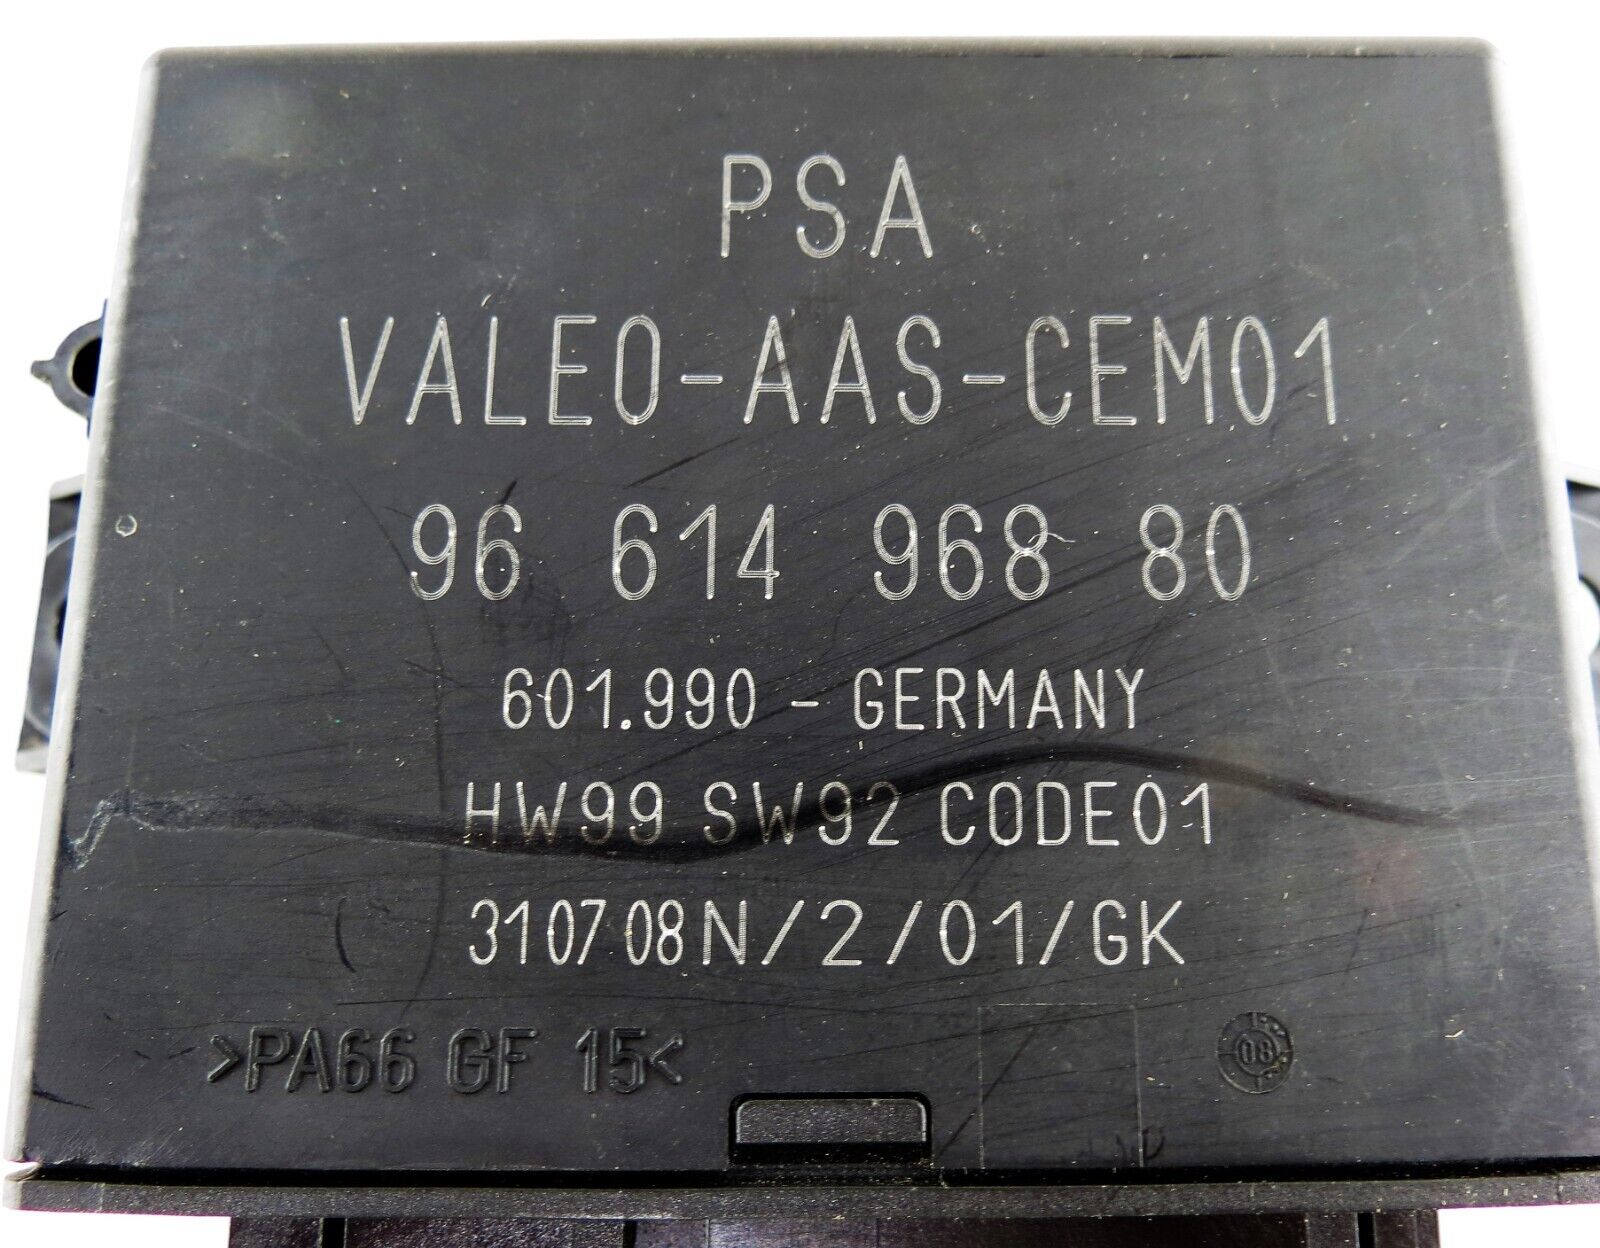 PSA
VALEO-AAS-CEM01
96 614 968 80
601.990 - GERMANY
HW99 SW92 CODE01
310708N/2/01/GK
>PA66 GF 15<
08